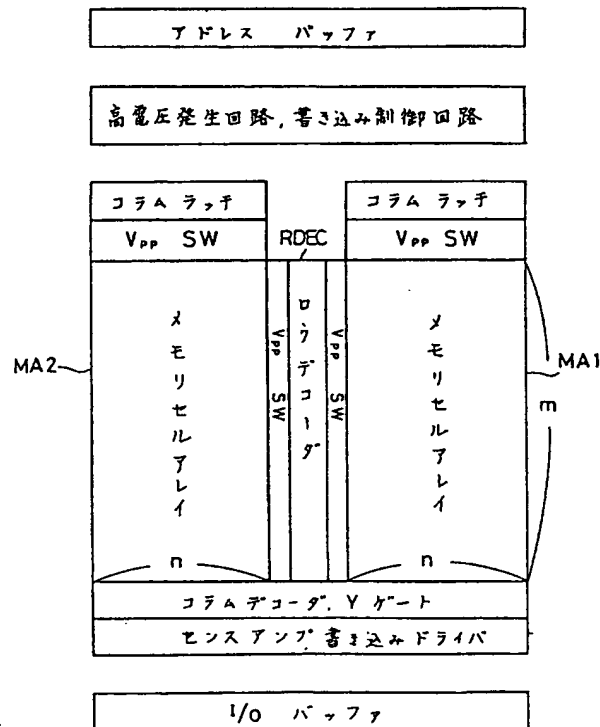 アドレス バッファ
高電圧発生回路,書き込み制御回路
コラム ラッチ
コラム ラッチ
Vpp SW
RDEC
Vpp SW
メモリセルアレイ
Vpp SW
ロウデコーダ
Vpp SW
メモリセルアレイ
MA2
MA1
m
n
n
コラムデコーダ,Yゲート
センスアンプ,書き込みドライバ
I/O バッファ